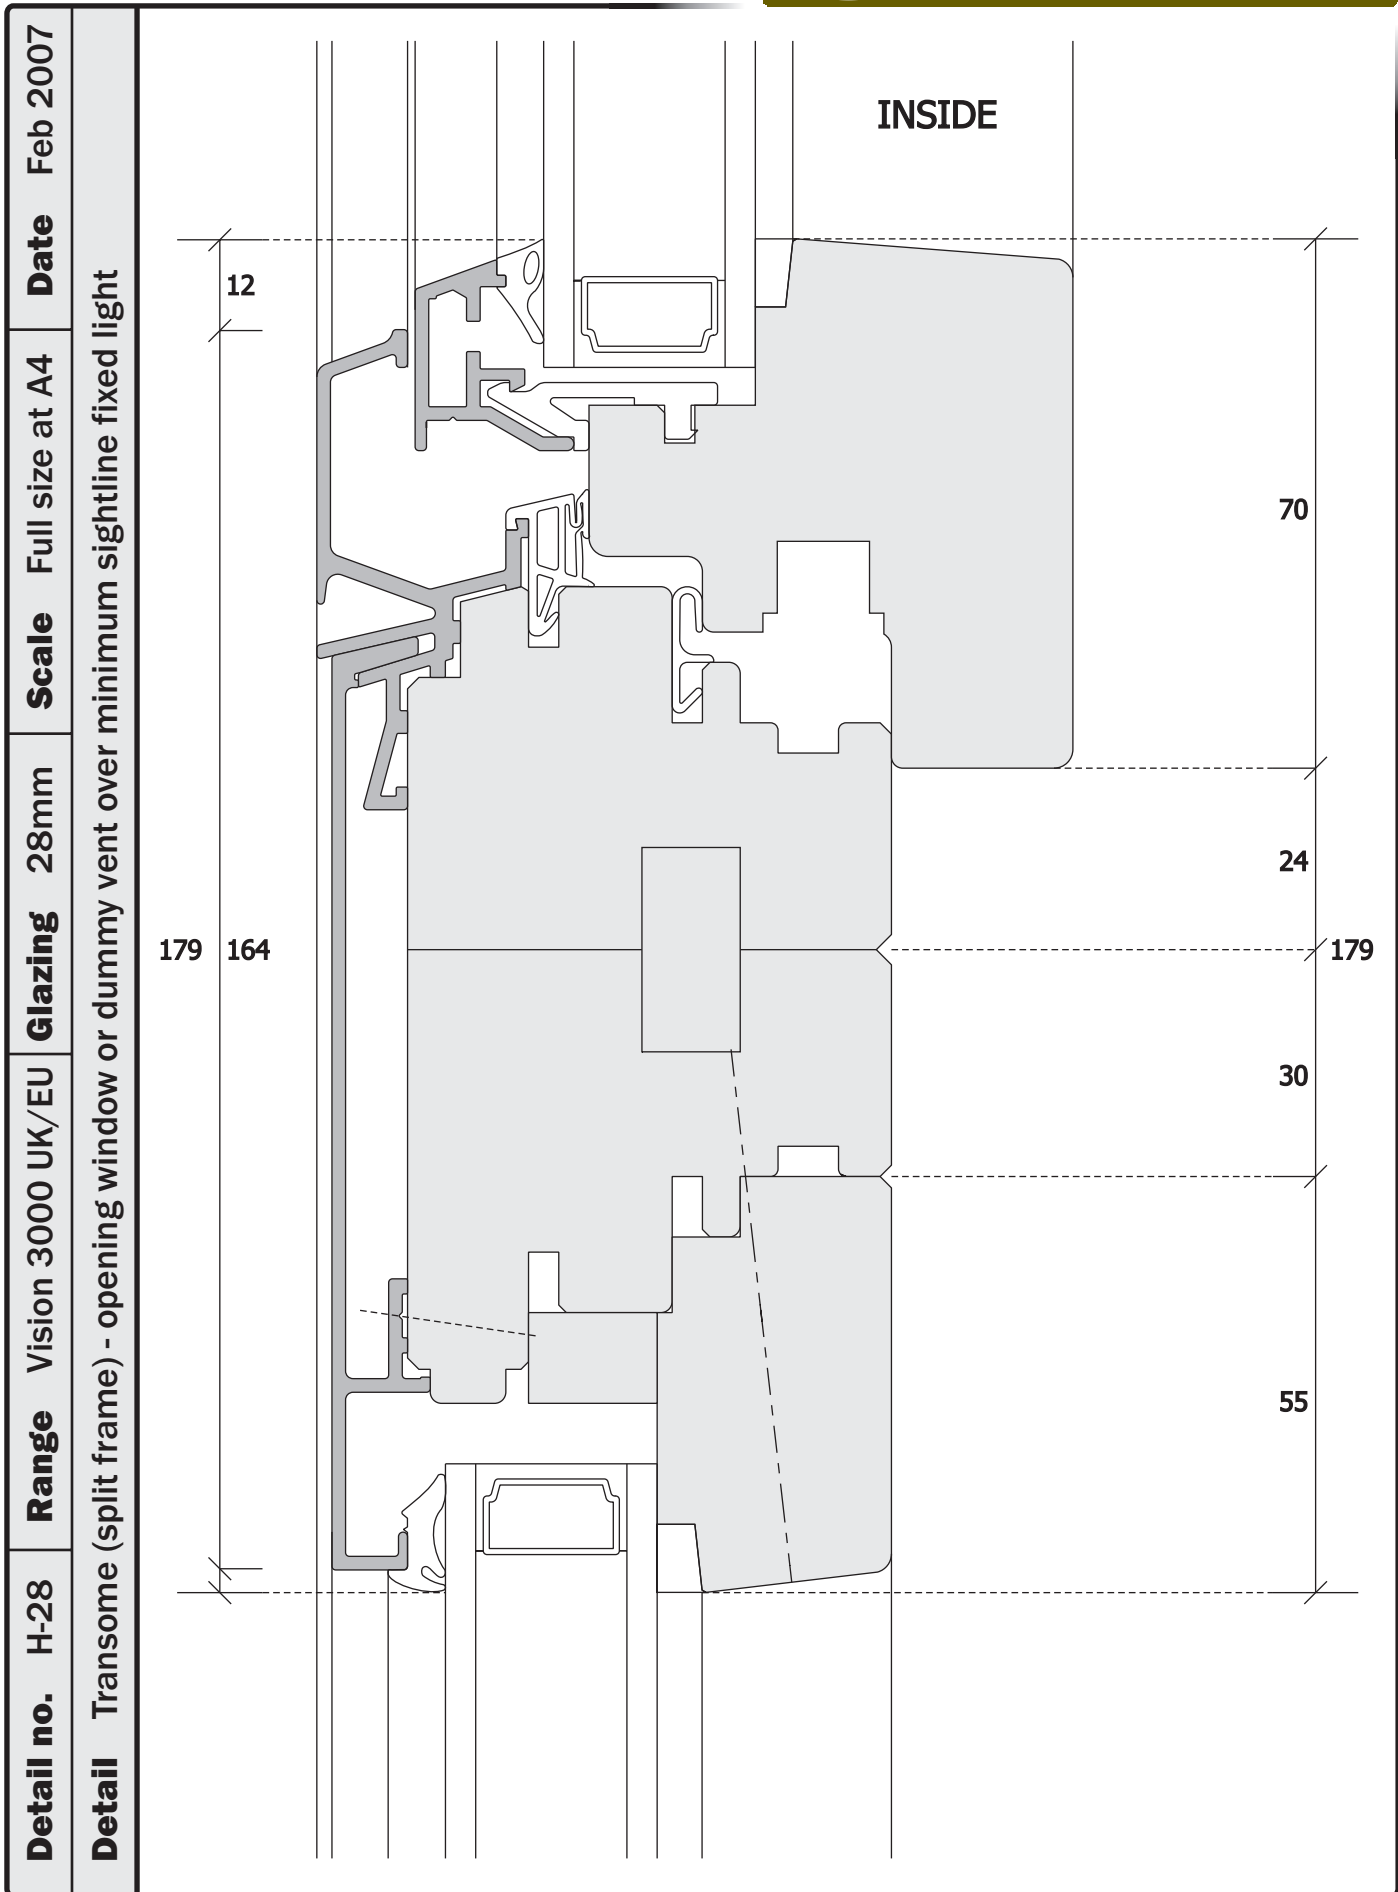 Detail no. H-28 Range Vision 3000 UK/EU Glazing 28mm Scale Full size at A4 Date Feb 2007
Detail Transome (split frame) - opening window or dummy vent over minimum sightline fixed light
INSIDE
12
70
24
179
164
179
30
55